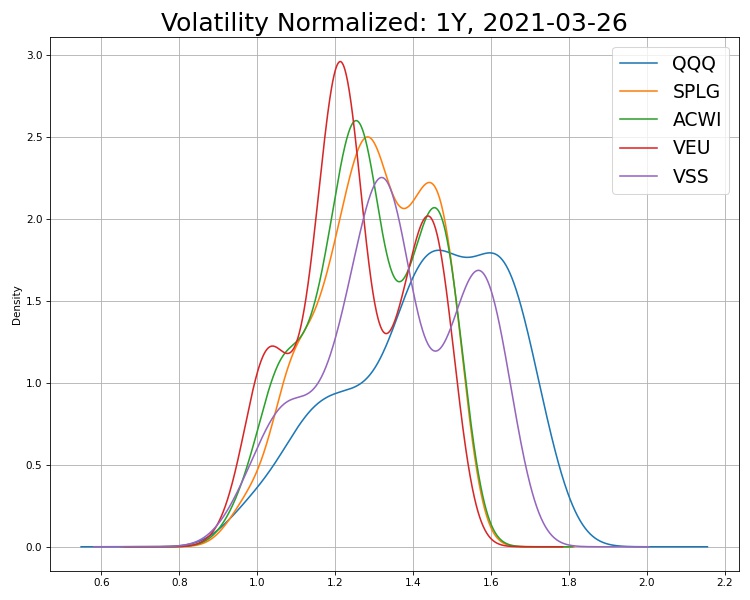 Volatility Normalized: 1Y, 2021-03-26
QQQ
SPLG
ACWI
VEU
VSS
Density
3.0
2.5
2.0
1.5
1.0
0.5
0.0
0.6 0.8 1.0 1.2 1.4 1.6 1.8 2.0 2.2